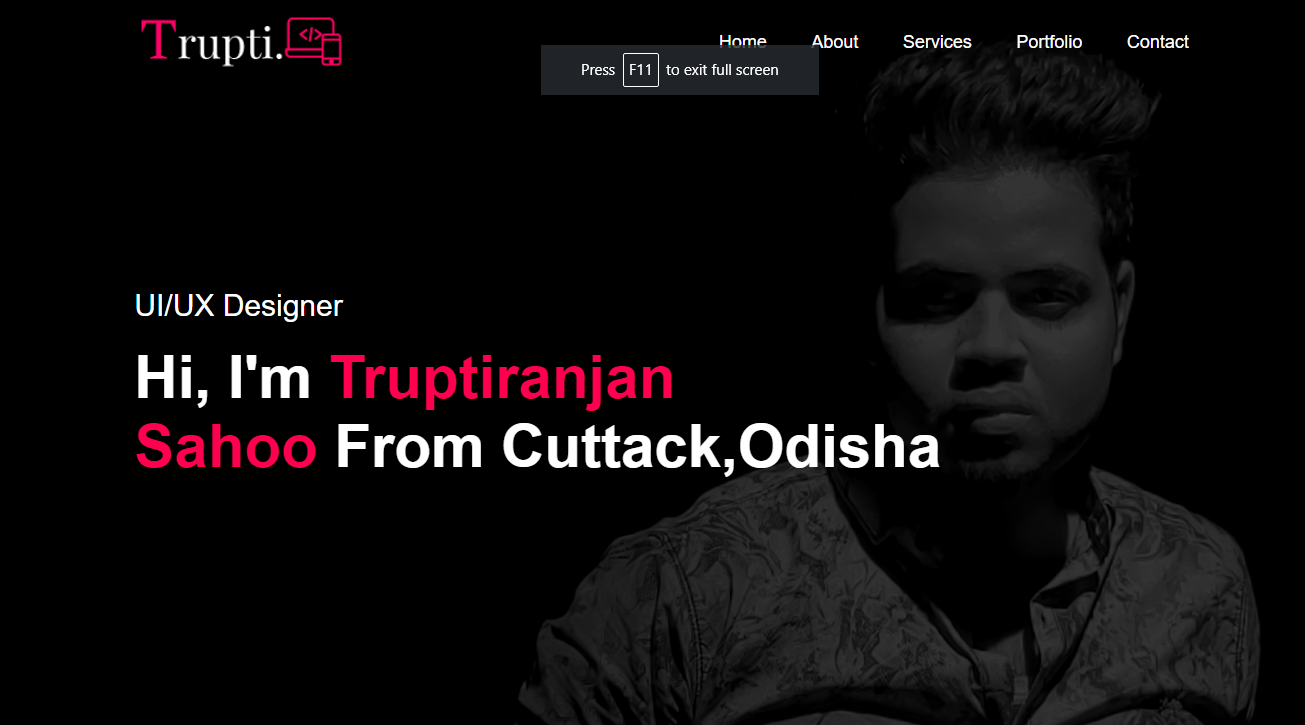 Trupti.</>
Home About Services Portfolio Contact
Press F11 to exit full screen
UI/UX Designer
Hi, I'm Truptiranjan
Sahoo From Cuttack,Odisha